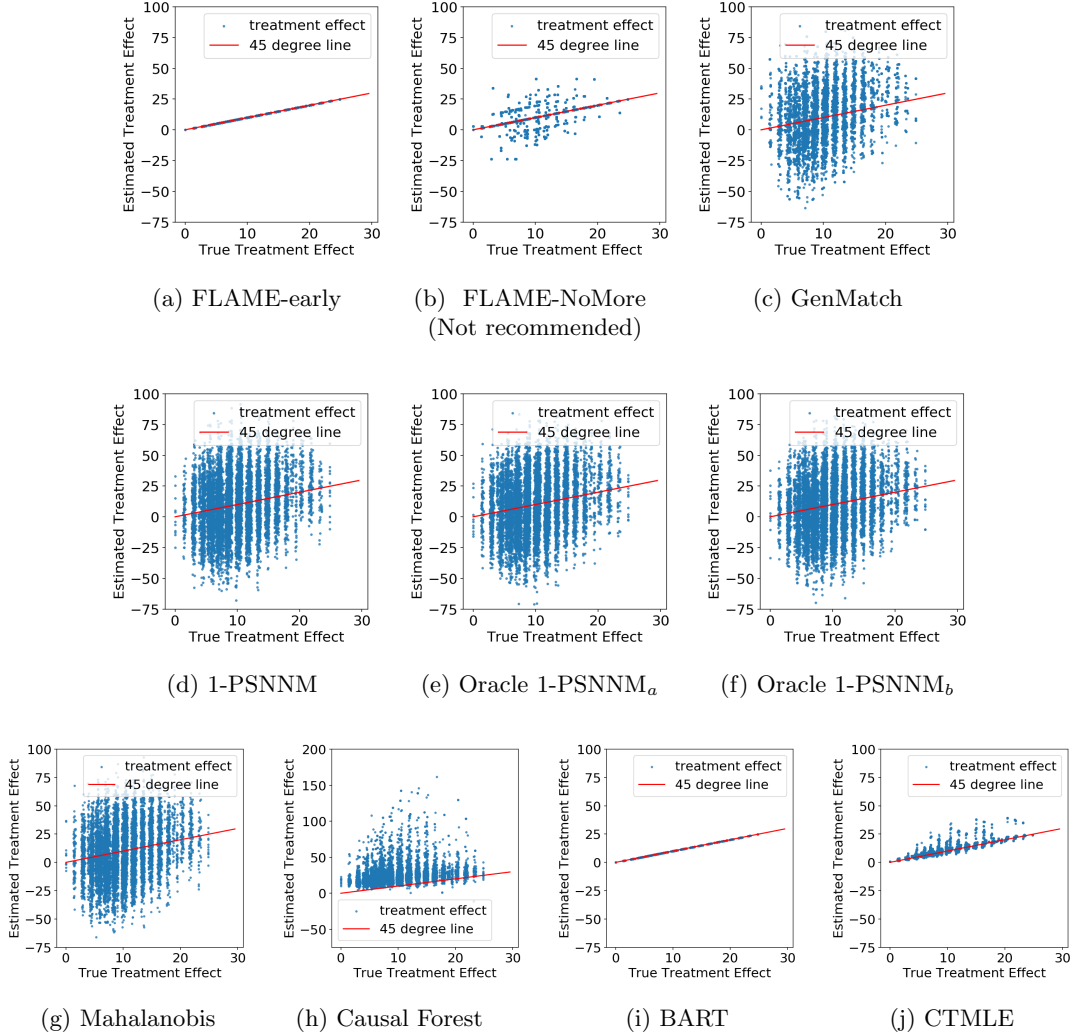 100
75
50
25
0
−25
−50
−75
Estimated Treatment Effect
treatment effect
45 degree line
0 10 20 30
True Treatment Effect
(a) FLAME-early
100
75
50
25
0
−25
−50
−75
Estimated Treatment Effect
treatment effect
45 degree line
0 10 20 30
True Treatment Effect
(b) FLAME-NoMore
(Not recommended)
100
75
50
25
0
−25
−50
−75
Estimated Treatment Effect
treatment effect
45 degree line
0 10 20 30
True Treatment Effect
(c) GenMatch
100
75
50
25
0
−25
−50
−75
Estimated Treatment Effect
treatment effect
45 degree line
0 10 20 30
True Treatment Effect
(d) 1-PSNNM
100
75
50
25
0
−25
−50
−75
Estimated Treatment Effect
treatment effect
45 degree line
0 10 20 30
True Treatment Effect
(e) Oracle 1-PSNNMₐ
100
75
50
25
0
−25
−50
−75
Estimated Treatment Effect
treatment effect
45 degree line
0 10 20 30
True Treatment Effect
(f) Oracle 1-PSNNM_b
100
75
50
25
0
−25
−50
−75
Estimated Treatment Effect
treatment effect
45 degree line
0 10 20 30
True Treatment Effect
(g) Mahalanobis
200
150
100
50
0
−50
Estimated Treatment Effect
treatment effect
45 degree line
0 10 20 30
True Treatment Effect
(h) Causal Forest
100
75
50
25
0
−25
−50
−75
Estimated Treatment Effect
treatment effect
45 degree line
0 10 20 30
True Treatment Effect
(i) BART
100
75
50
25
0
−25
−50
−75
Estimated Treatment Effect
treatment effect
45 degree line
0 10 20 30
True Treatment Effect
(j) CTMLE